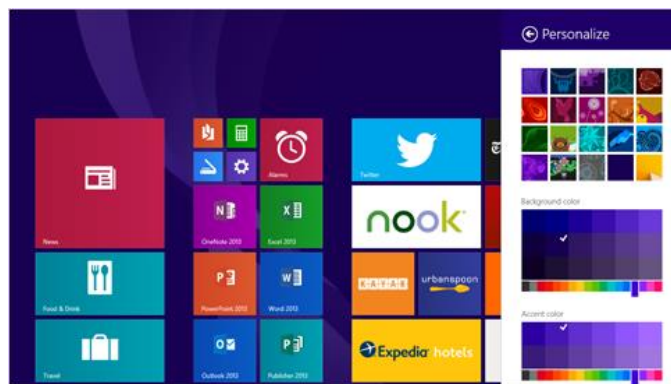 Personalize
Alarms
Twitter
News
N
OneNote 2013
X
Excel 2013
nook
Background color
Food & Drink
P
PowerPoint 2013
W
Word 2013
KAYAK
urbanspoon
Travel
O
Outlook 2013
P
Publisher 2013
Expedia hotels
Accent color